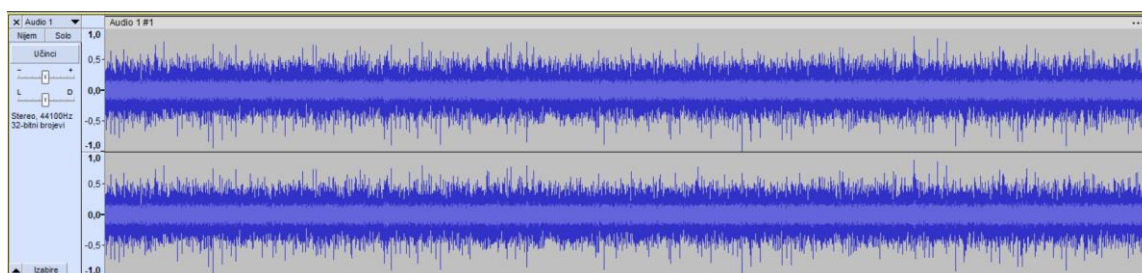 × Audio 1 ▼
Audio 1 #1 ...
Nijem Solo
Učinci
- +
L D
Stereo, 44100Hz
32-bitni brojevi
Izabire
1,0
0,5-
0,0-
-0,5-
-1,0
1,0
0,5-
0,0-
-0,5-
-1,0